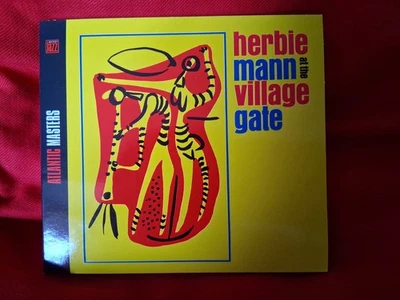 JAZZ
ATLANTIC MASTERS
herbie
mann at the
village
gate